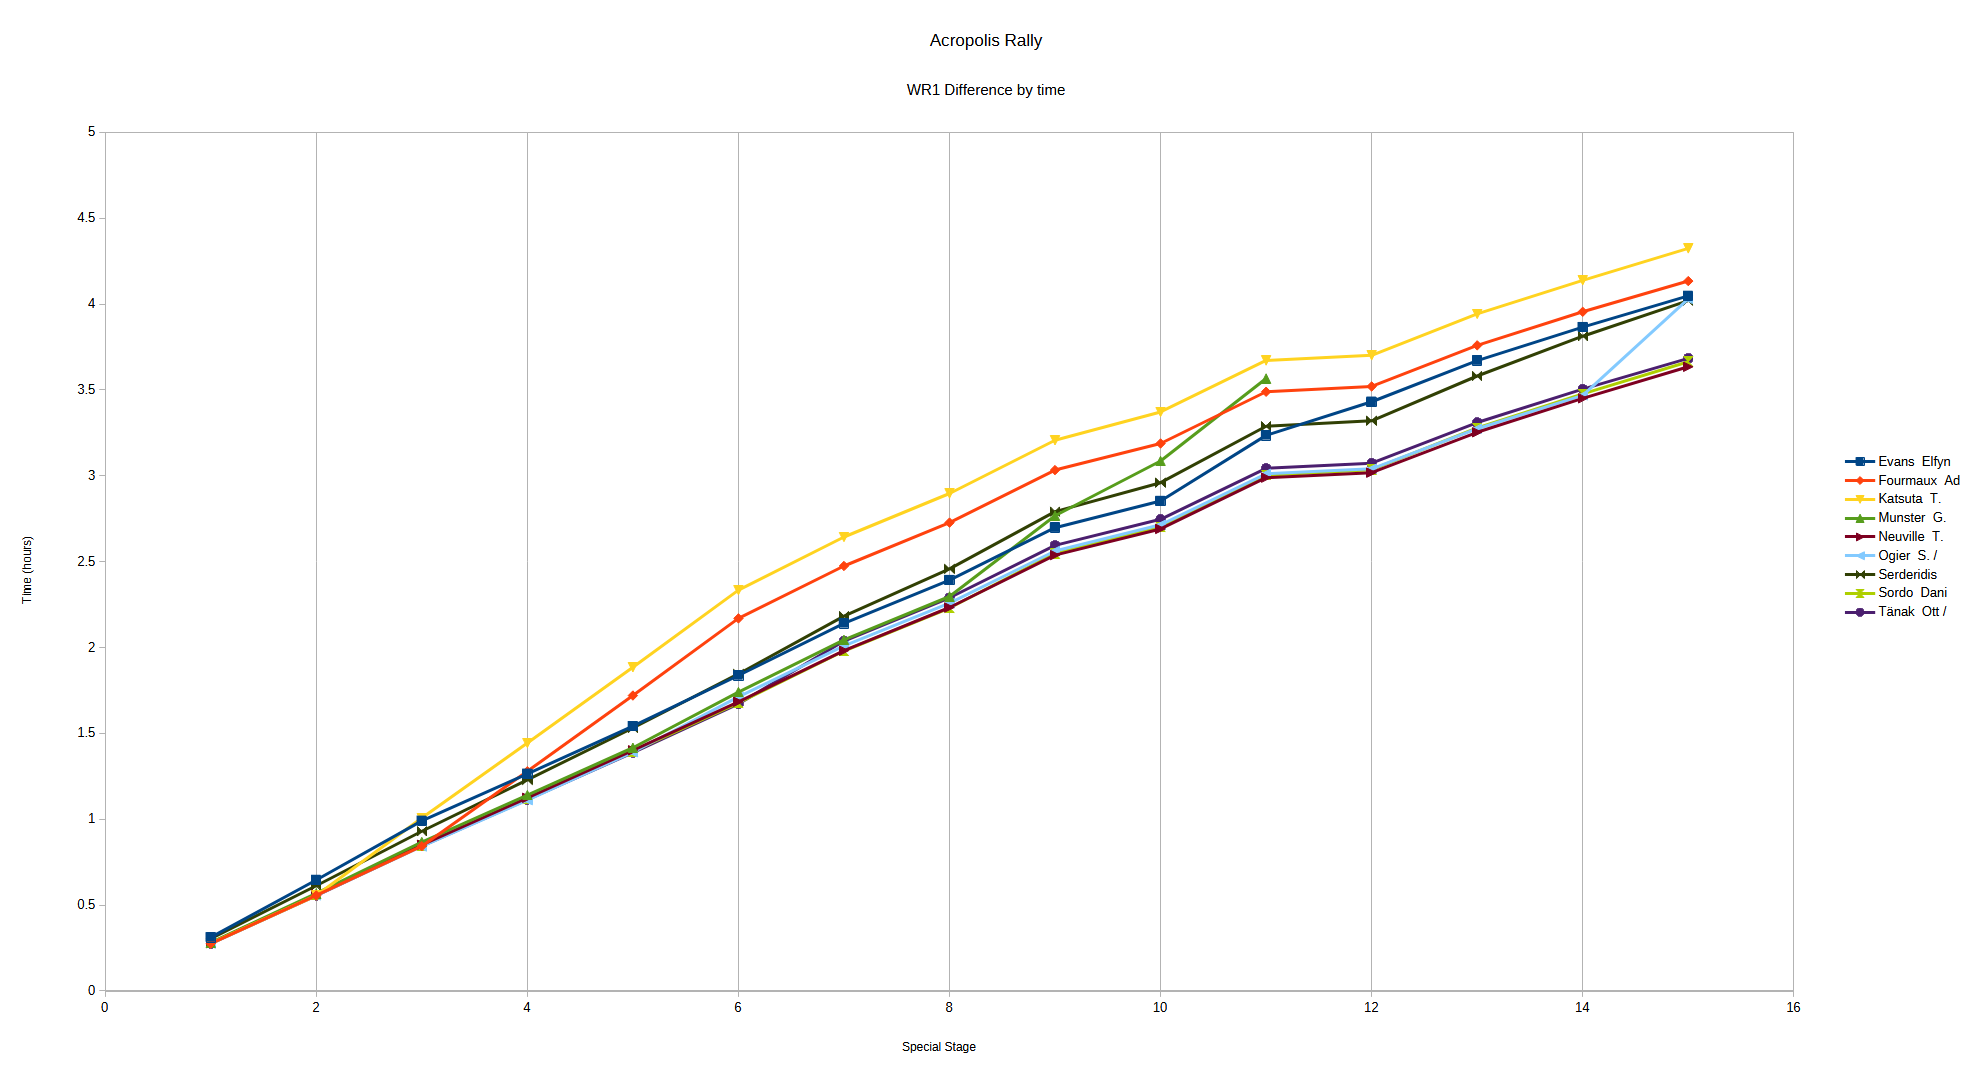 Acropolis Rally
WR1 Difference by time
5
4.5
4
3.5
3
2.5
2
1.5
1
0.5
0
Time (hours)
0 2 4 6 8 10 12 14 16
Special Stage
Evans Elfyn
Fourmaux Ad
Katsuta T.
Munster G.
Neuville T.
Ogier S. /
Serderidis
Sordo Dani
Tänak Ott /